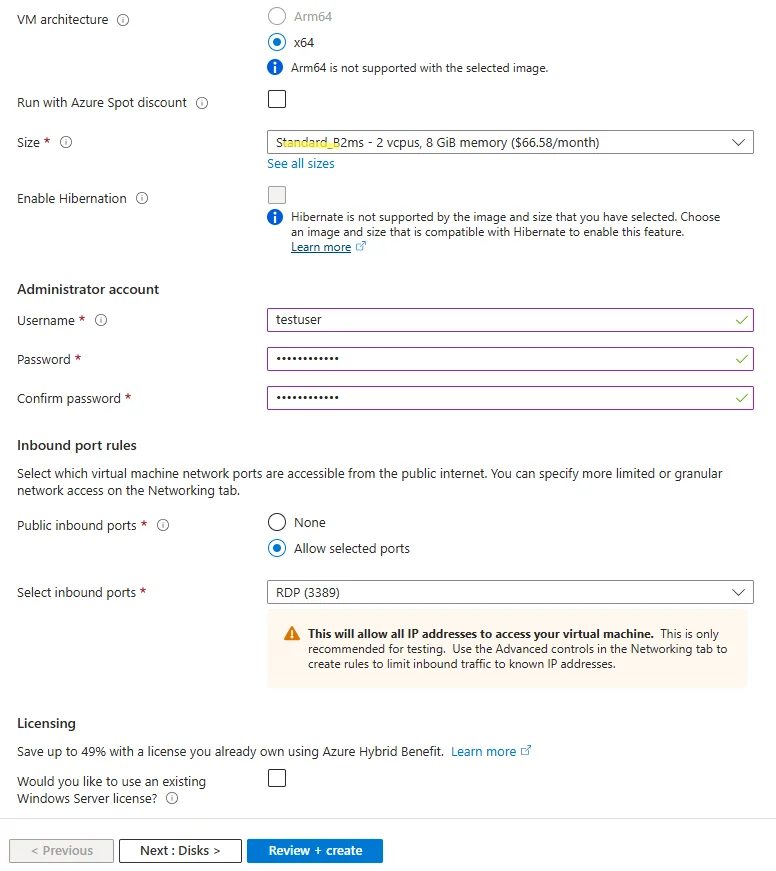 VM architecture
Arm64
x64
Arm64 is not supported with the selected image.
Run with Azure Spot discount
Size *
Standard_B2ms - 2 vcpus, 8 GiB memory ($66.58/month)
See all sizes
Enable Hibernation
Hibernate is not supported by the image and size that you have selected. Choose
an image and size that is compatible with Hibernate to enable this feature.
Learn more
Administrator account
Username *
testuser
Password *
••••••••••••
Confirm password *
••••••••••••
Inbound port rules
Select which virtual machine network ports are accessible from the public internet. You can specify more limited or granular
network access on the Networking tab.
Public inbound ports *
None
Allow selected ports
Select inbound ports *
RDP (3389)
This will allow all IP addresses to access your virtual machine. This is only
recommended for testing. Use the Advanced controls in the Networking tab to
create rules to limit inbound traffic to known IP addresses.
Licensing
Save up to 49% with a license you already own using Azure Hybrid Benefit. Learn more
Would you like to use an existing
Windows Server license?
< Previous
Next : Disks >
Review + create